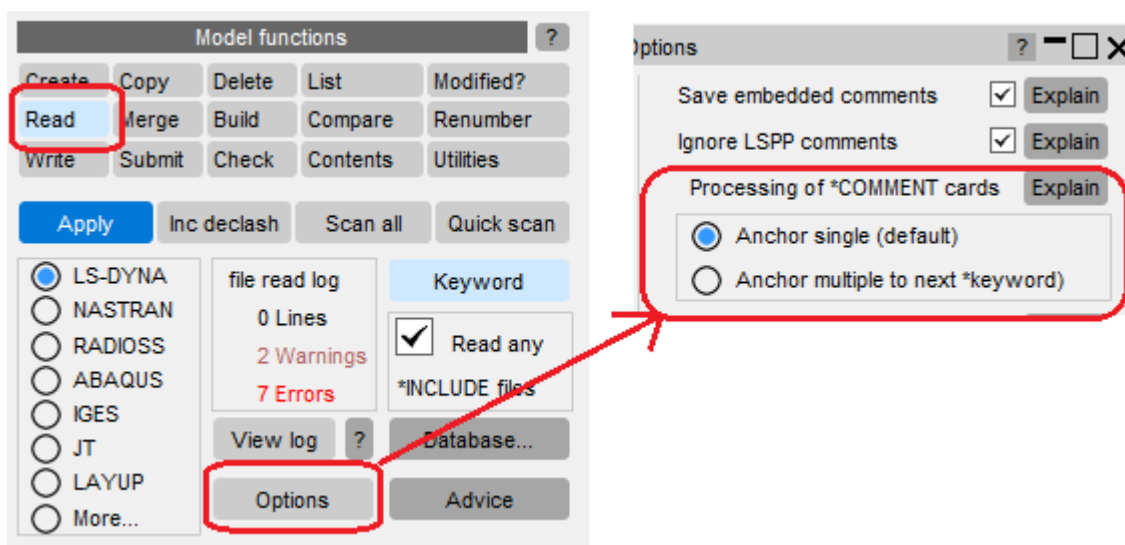 Model functions ?
Create Copy Delete List Modified?
Read Merge Build Compare Renumber
Write Submit Check Contents Utilities
Apply Inc declash Scan all Quick scan
LS-DYNA
NASTRAN
RADIOSS
ABAQUS
IGES
JT
LAYUP
More...
file read log
0 Lines
2 Warnings
7 Errors
View log ?
Options
Keyword
Read any
*INCLUDE files
Database...
Advice
Options ?
Save embedded comments Explain
Ignore LSPP comments Explain
Processing of *COMMENT cards Explain
Anchor single (default)
Anchor multiple to next *keyword)